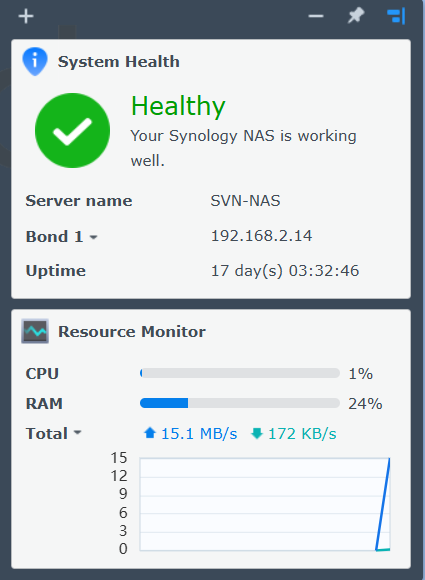 System Health
Healthy
Your Synology NAS is working
well.
Server name SVN-NAS
Bond 1 192.168.2.14
Uptime 17 day(s) 03:32:46
Resource Monitor
CPU 1%
RAM 24%
Total 15.1 MB/s 172 KB/s
15
12
9
6
3
0